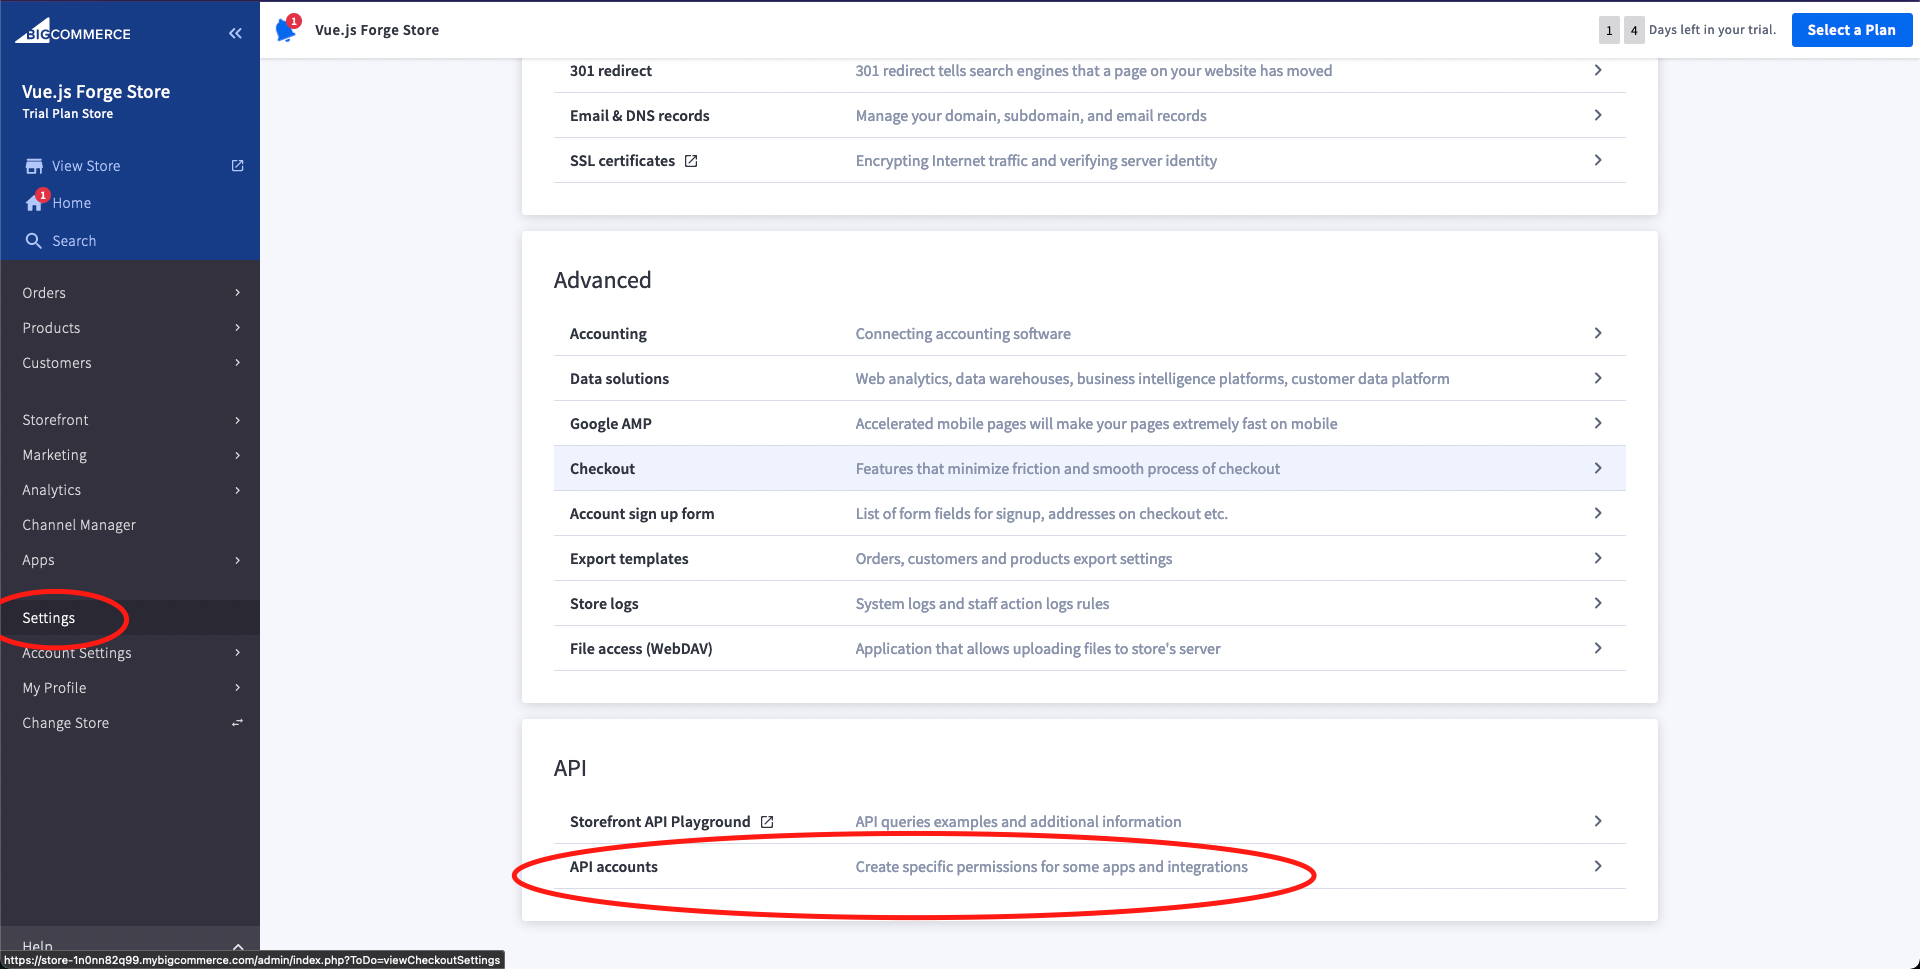 BIGCOMMERCE
Vue.js Forge Store
Trial Plan Store
View Store
1
Home
Search
Orders
Products
Customers
Storefront
Marketing
Analytics
Channel Manager
Apps
Settings
Account Settings
My Profile
Change Store
Help
https://store-1n0nn82q99.mybigcommerce.com/admin/index.php?ToDo=viewCheckoutSettings
1
Vue.js Forge Store
1 4 Days left in your trial.
Select a Plan
301 redirect 301 redirect tells search engines that a page on your website has moved
Email & DNS records Manage your domain, subdomain, and email records
SSL certificates Encrypting Internet traffic and verifying server identity
Advanced
Accounting Connecting accounting software
Data solutions Web analytics, data warehouses, business intelligence platforms, customer data platform
Google AMP Accelerated mobile pages will make your pages extremely fast on mobile
Checkout Features that minimize friction and smooth process of checkout
Account sign up form List of form fields for signup, addresses on checkout etc.
Export templates Orders, customers and products export settings
Store logs System logs and staff action logs rules
File access (WebDAV) Application that allows uploading files to store's server
API
Storefront API Playground API queries examples and additional information
API accounts Create specific permissions for some apps and integrations